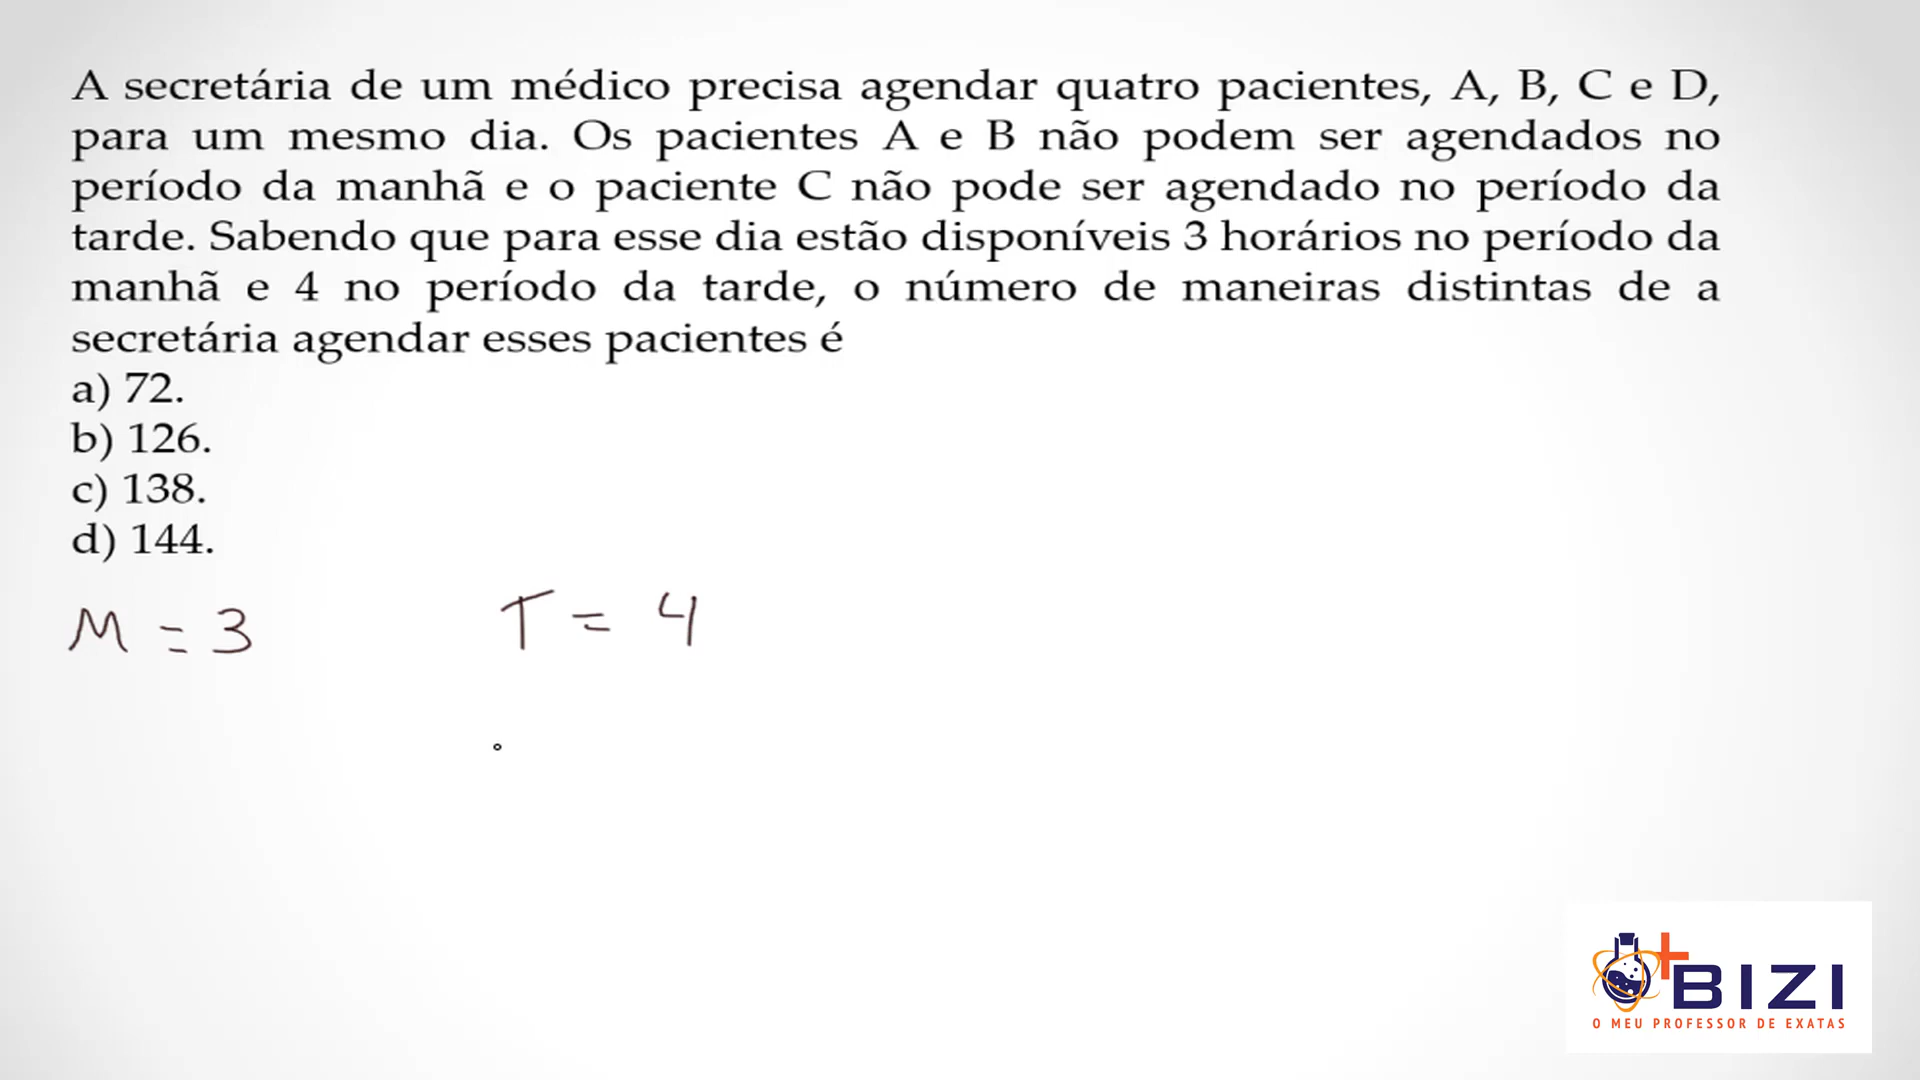 A secretária de um médico precisa agendar quatro pacientes, A, B, C e D,
para um mesmo dia. Os pacientes A e B não podem ser agendados no
período da manhã e o paciente C não pode ser agendado no período da
tarde. Sabendo que para esse dia estão disponíveis 3 horários no período da
manhã e 4 no período da tarde, o número de maneiras distintas de a
secretária agendar esses pacientes é
a) 72.
b) 126.
c) 138.
d) 144.
M = 3 T = 4
+BIZI
O MEU PROFESSOR DE EXATAS